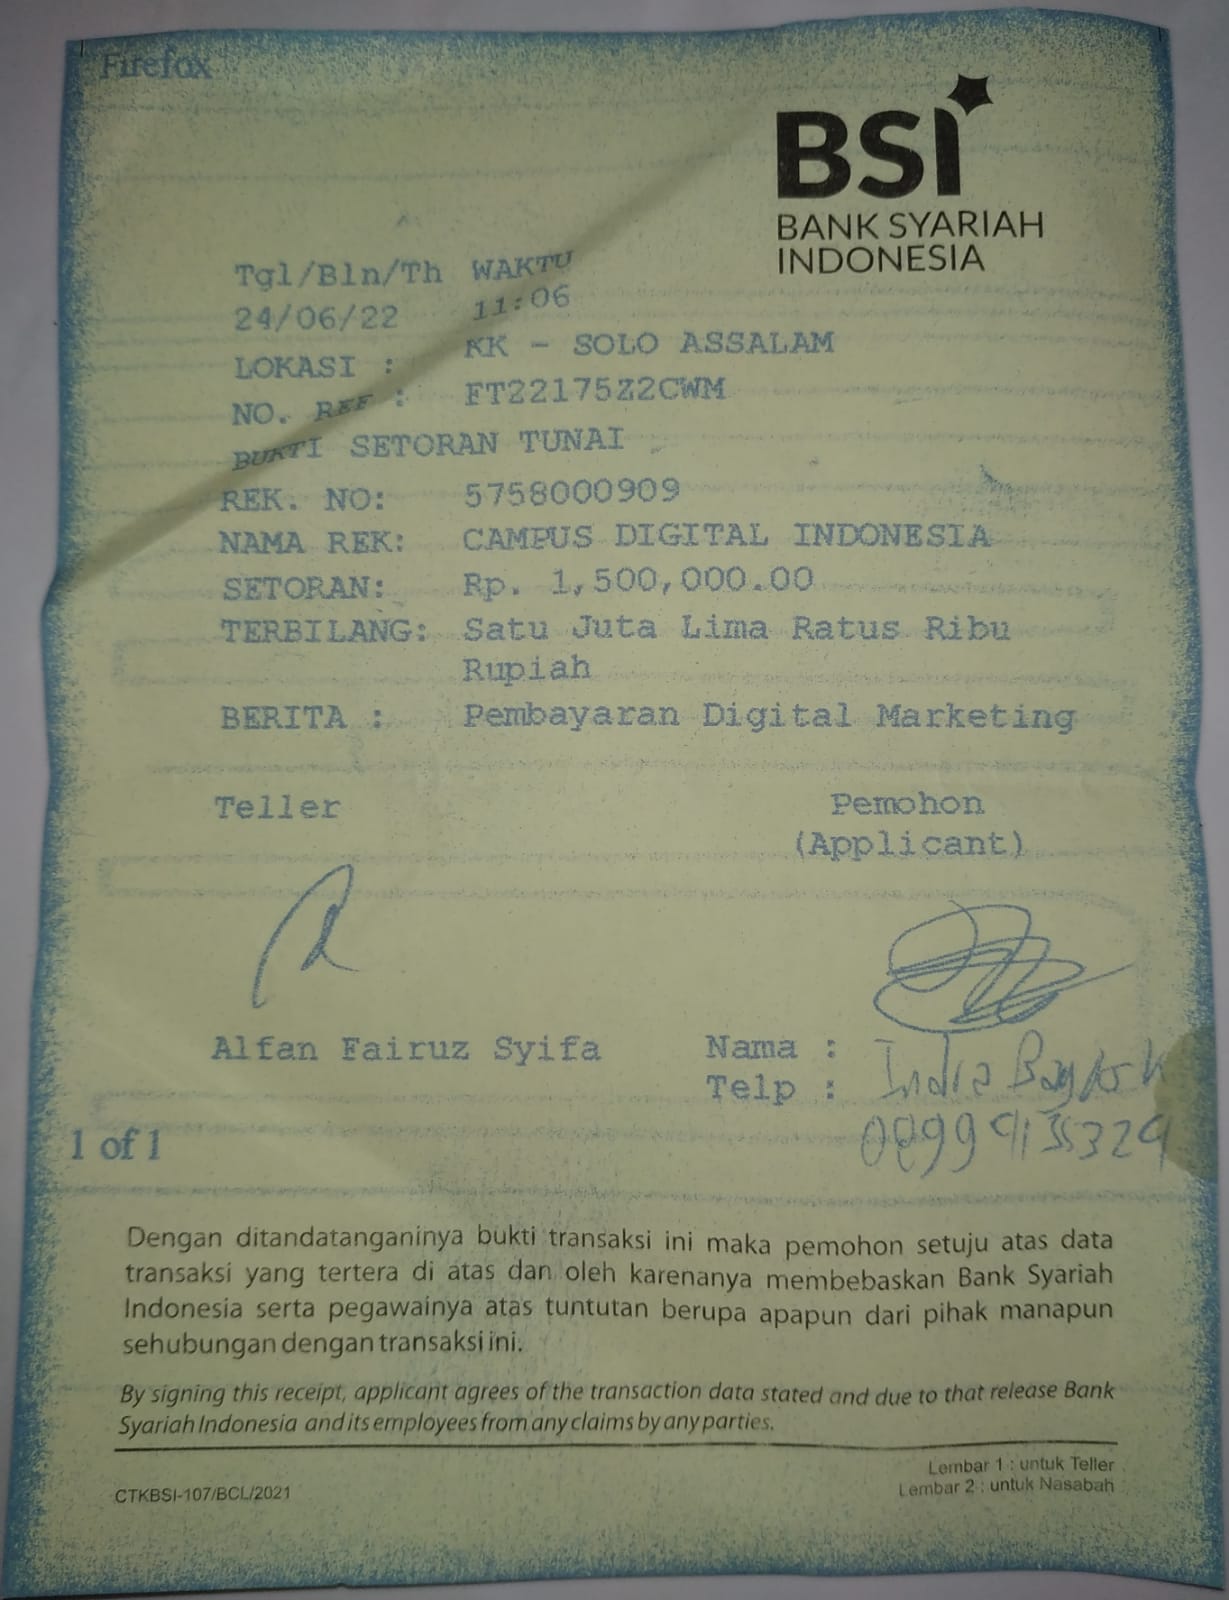 Firefox
BSI
BANK SYARIAH
INDONESIA
Tgl/Bln/Th WAKTU
24/06/22 11:06
LOKASI : KK - SOLO ASSALAM
NO. REF : FT22175Z2CWM
BUKTI SETORAN TUNAI
REK. NO: 5758000909
NAMA REK: CAMPUS DIGITAL INDONESIA
SETORAN: Rp. 1,500,000.00
TERBILANG: Satu Juta Lima Ratus Ribu
Rupiah
BERITA : Pembayaran Digital Marketing
Teller Pemohon
(Applicant)
Alfan Fairuz Syifa Nama : Indra
Telp :
1 of 1
Dengan ditandatanganinya bukti transaksi ini maka pemohon setuju atas data
transaksi yang tertera di atas dan oleh karenanya membebaskan Bank Syariah
Indonesia serta pegawainya atas tuntutan berupa apapun dari pihak manapun
sehubungan dengan transaksi ini.
By signing this receipt, applicant agrees of the transaction data stated and due to that release Bank
Syariah Indonesia and its employees from any claims by any parties.
Lembar 1 : untuk Teller
CTKBSI-107/BCL/2021 Lembar 2 : untuk Nasabah